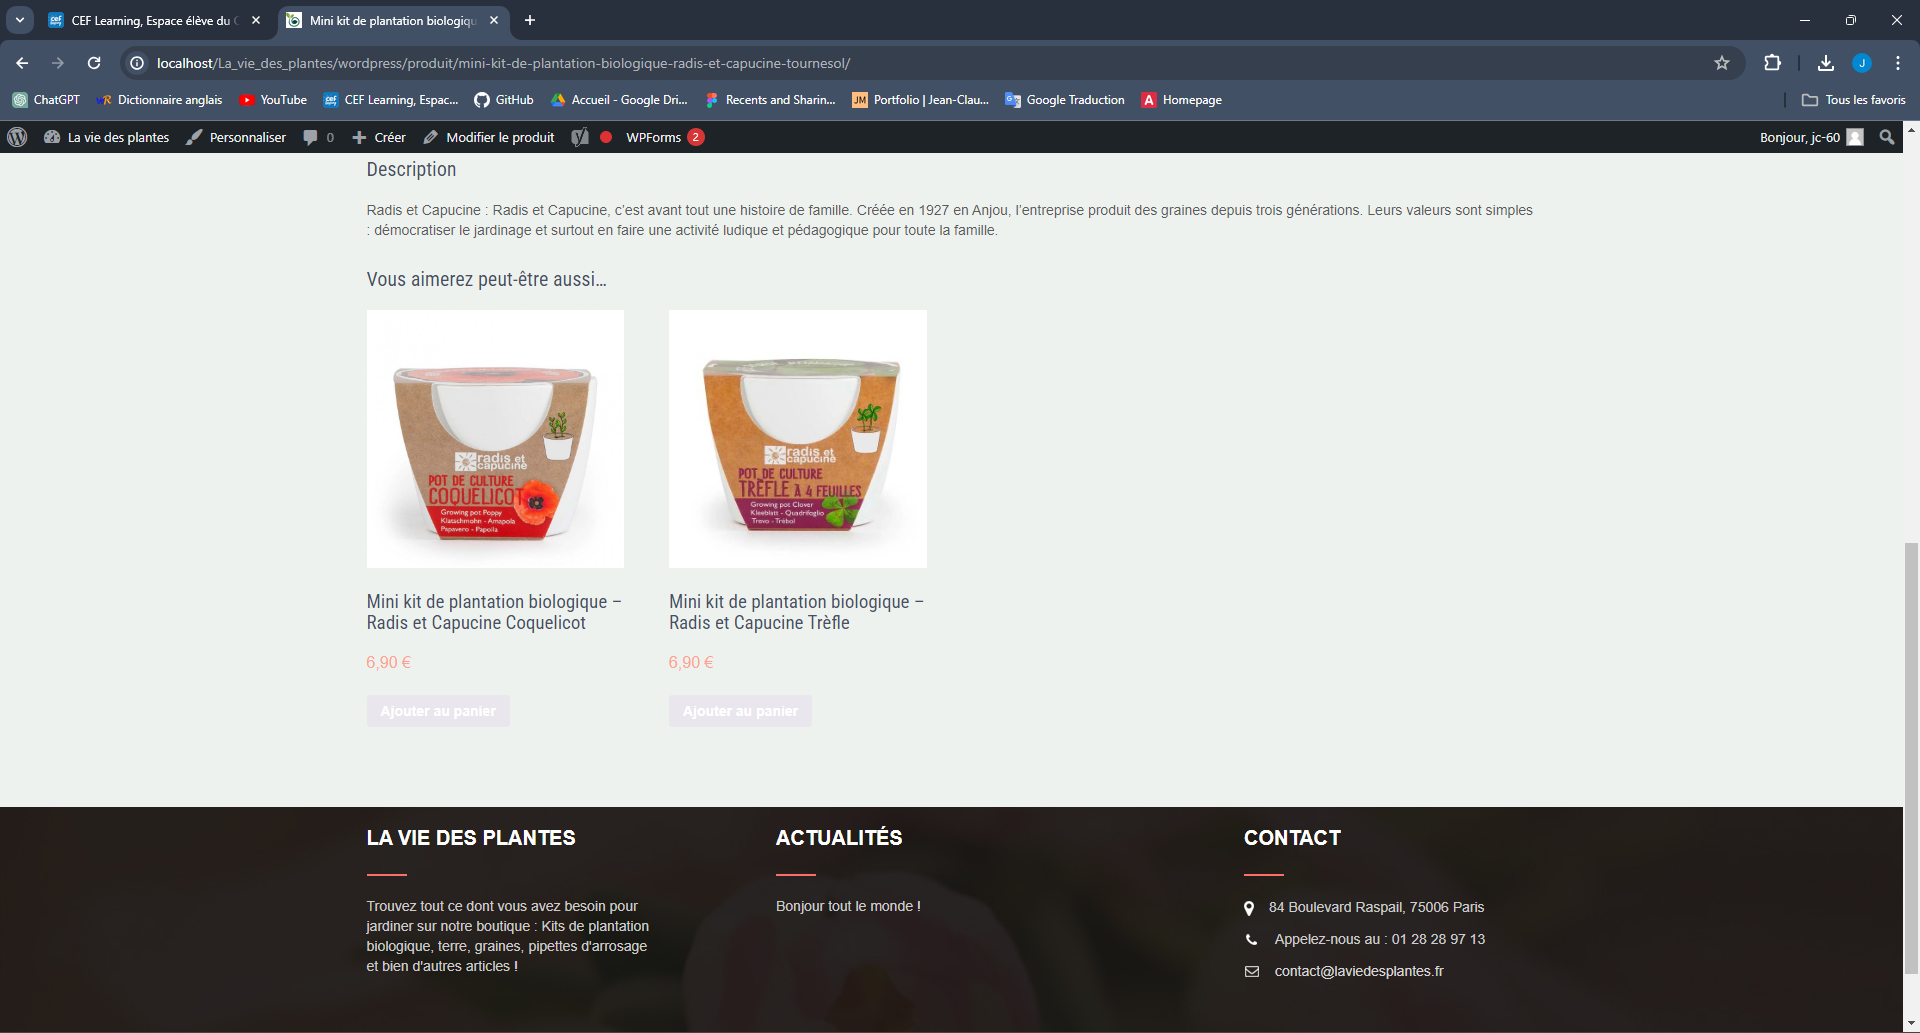 CEF Learning, Espace élève du C
Mini kit de plantation biologiqu
localhost/La_vie_des_plantes/wordpress/produit/mini-kit-de-plantation-biologique-radis-et-capucine-tournesol/
J
ChatGPT
Dictionnaire anglais
YouTube
CEF Learning, Espac...
GitHub
Accueil - Google Dri...
Recents and Sharin...
JM Portfolio | Jean-Clau...
Google Traduction
A Homepage
Tous les favoris
La vie des plantes
Personnaliser
0
Créer
Modifier le produit
WPForms 2
Bonjour, jc-60
Description
Radis et Capucine : Radis et Capucine, c’est avant tout une histoire de famille. Créée en 1927 en Anjou, l’entreprise produit des graines depuis trois générations. Leurs valeurs sont simples
: démocratiser le jardinage et surtout en faire une activité ludique et pédagogique pour toute la famille.
Vous aimerez peut-être aussi…
radis et
capucine
POT DE CULTURE
COQUELICOT
Growing pot Poppy
Klatschmohn - Amapola
Papavero - Papoila
radis et
capucine
POT DE CULTURE
TRÈFLE À 4 FEUILLES
Growing pot Clover
Kleeblatt - Quadrifoglio
Trevo - Trébol
Mini kit de plantation biologique –
Radis et Capucine Coquelicot
6,90 €
Ajouter au panier
Mini kit de plantation biologique –
Radis et Capucine Trèfle
6,90 €
Ajouter au panier
LA VIE DES PLANTES
Trouvez tout ce dont vous avez besoin pour
jardiner sur notre boutique : Kits de plantation
biologique, terre, graines, pipettes d'arrosage
et bien d'autres articles !
ACTUALITÉS
Bonjour tout le monde !
CONTACT
84 Boulevard Raspail, 75006 Paris
Appelez-nous au : 01 28 28 97 13
contact@laviedesplantes.fr